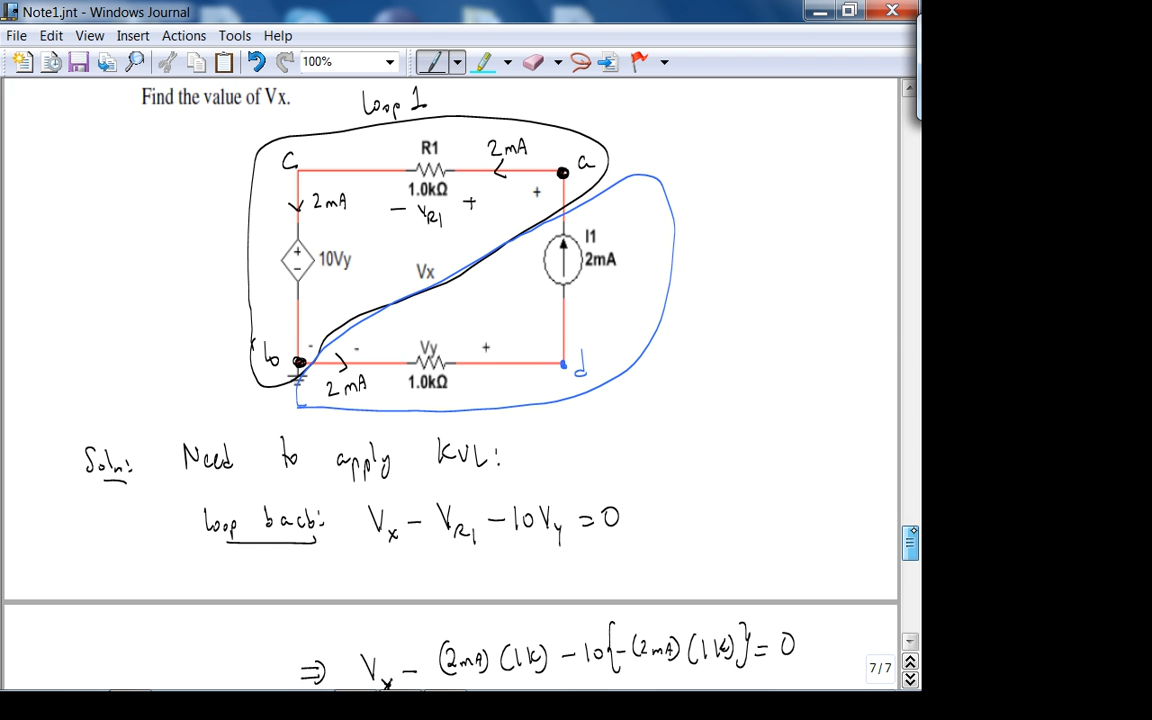 Note1.jnt - Windows Journal
File Edit View Insert Actions Tools Help
100%
Find the value of Vx.
Loop 1
C
R1
2mA
a
1.0kΩ
+
2mA
- VR1 +
I1
2mA
+
-
10Vy
Vx
b
-
-
Vy
+
d
2mA
1.0kΩ
Soln: Need to apply KVL:
loop bacb: Vx - VR1 - 10Vy = 0
⇒ Vx - (2mA)(1K) - 10{-(2mA)(1K)} = 0
7/7